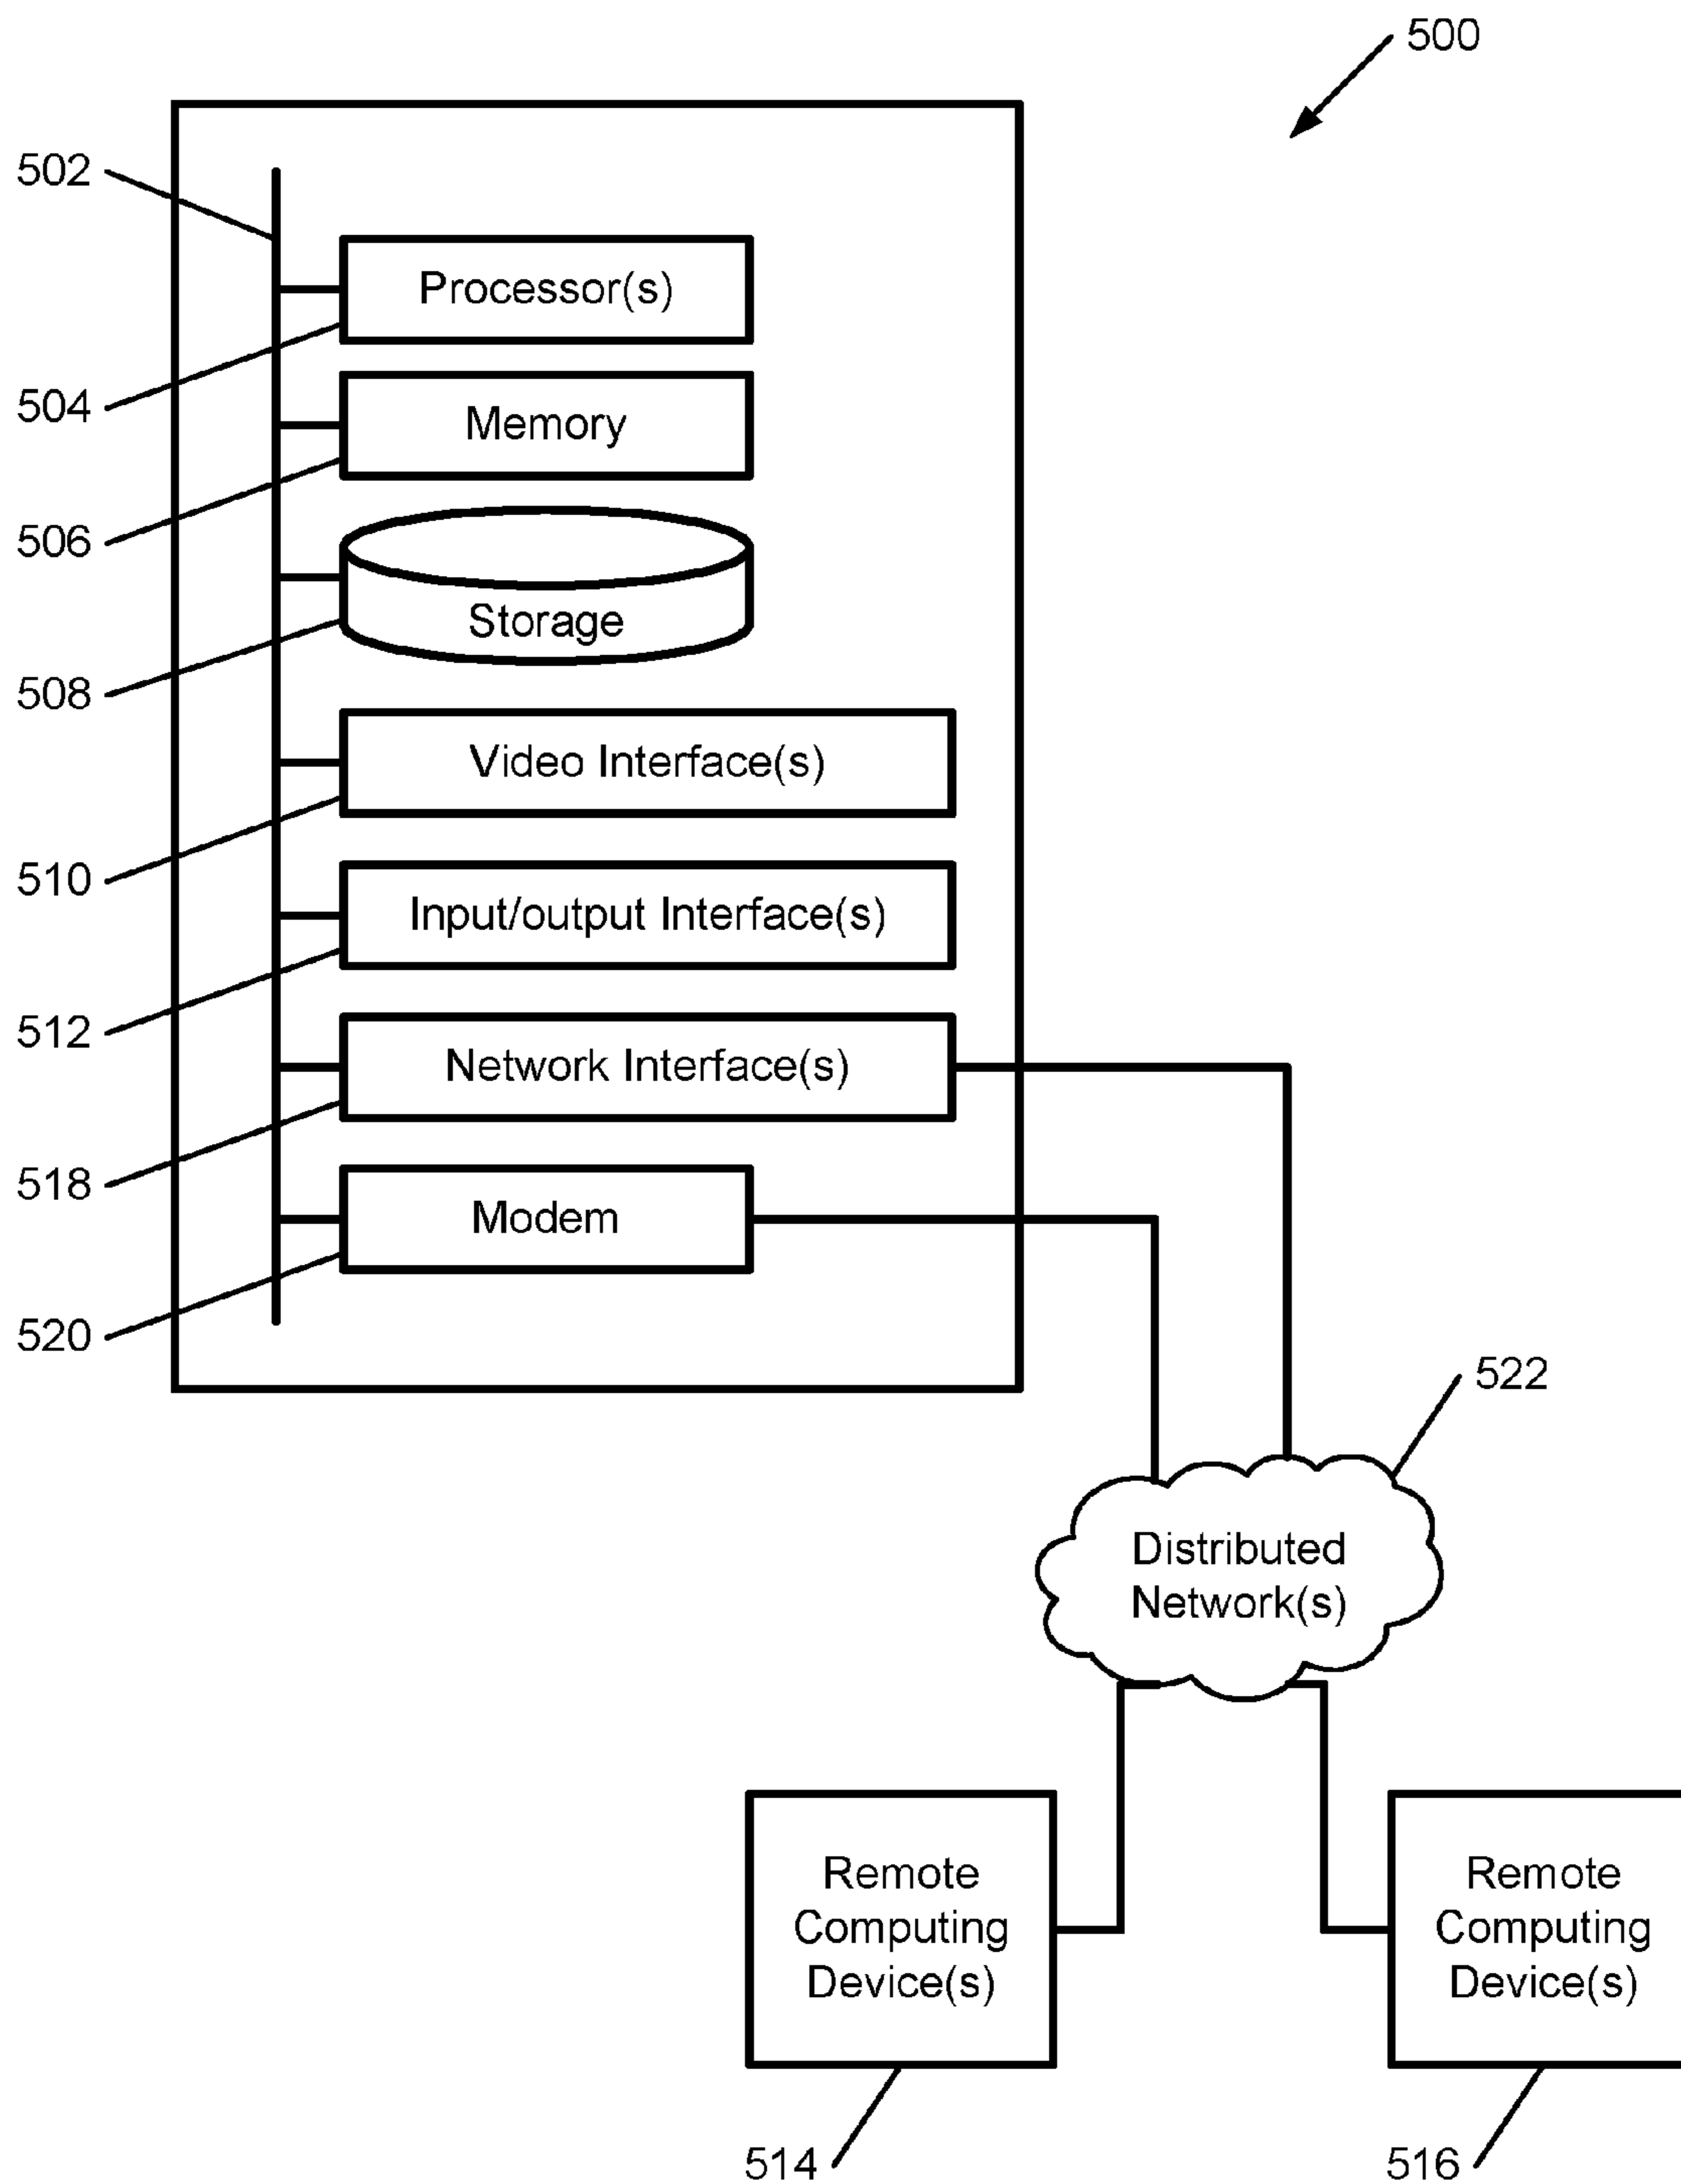 500
502
Processor(s)
504
Memory
506
Storage
508
Video Interface(s)
510
Input/output Interface(s)
512
Network Interface(s)
518
Modem
520
522
Distributed
Network(s)
Remote
Computing
Device(s)
Remote
Computing
Device(s)
514
516